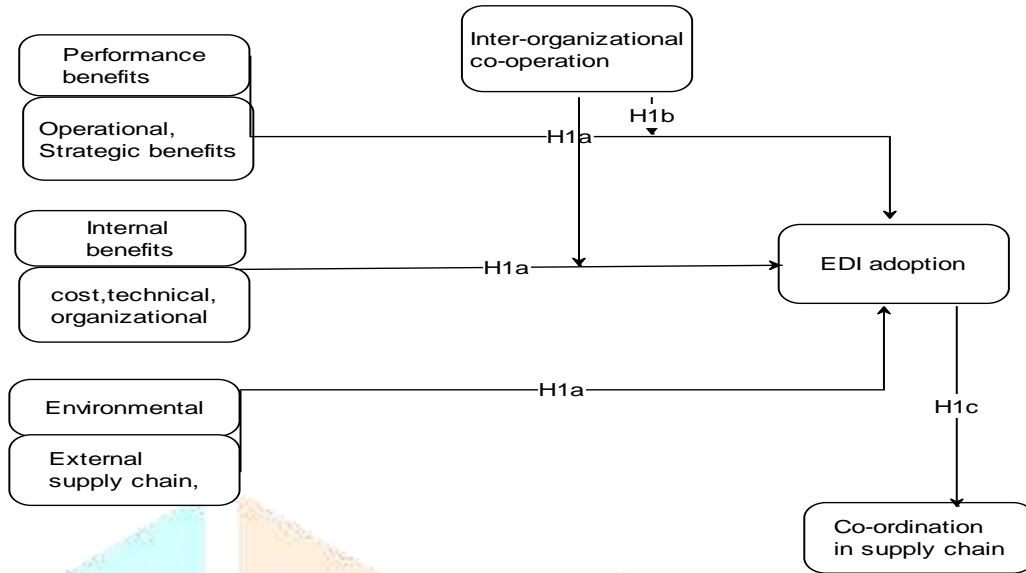 Performance
benefits
Operational,
Strategic benefits
Inter-organizational
co-operation
H1b
H1a
Internal
benefits
cost,technical,
organizational
H1a
EDI adoption
Environmental
External
supply chain,
H1a
H1c
Co-ordination
in supply chain